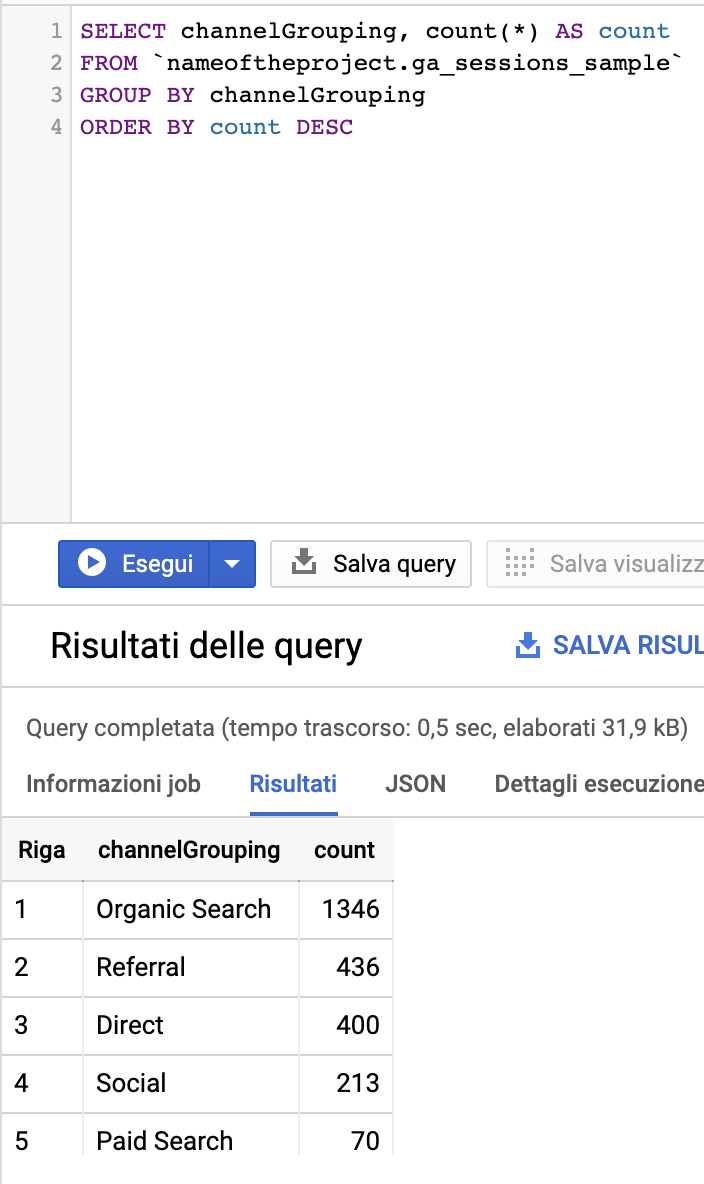 1 SELECT channelGrouping, count(*) AS count
2 FROM `nameoftheproject.ga_sessions_sample`
3 GROUP BY channelGrouping
4 ORDER BY count DESC
Esegui Salva query Salva visualizz
Risultati delle query SALVA RISUL
Query completata (tempo trascorso: 0,5 sec, elaborati 31,9 kB)
Informazioni job Risultati JSON Dettagli esecuzione
Riga channelGrouping count
1 Organic Search 1346
2 Referral 436
3 Direct 400
4 Social 213
5 Paid Search 70